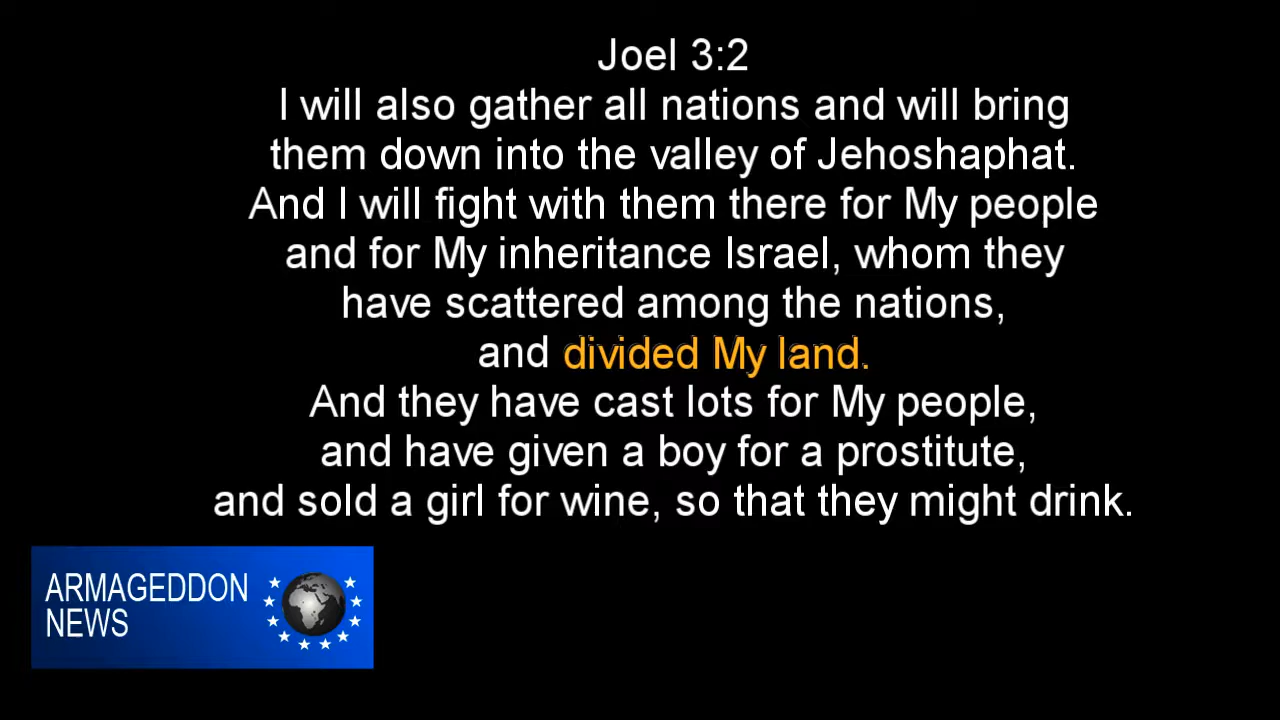 Joel 3:2
I will also gather all nations and will bring
them down into the valley of Jehoshaphat.
And I will fight with them there for My people
and for My inheritance Israel, whom they
have scattered among the nations,
and divided My land.
And they have cast lots for My people,
and have given a boy for a prostitute,
and sold a girl for wine, so that they might drink.
ARMAGEDDON
NEWS